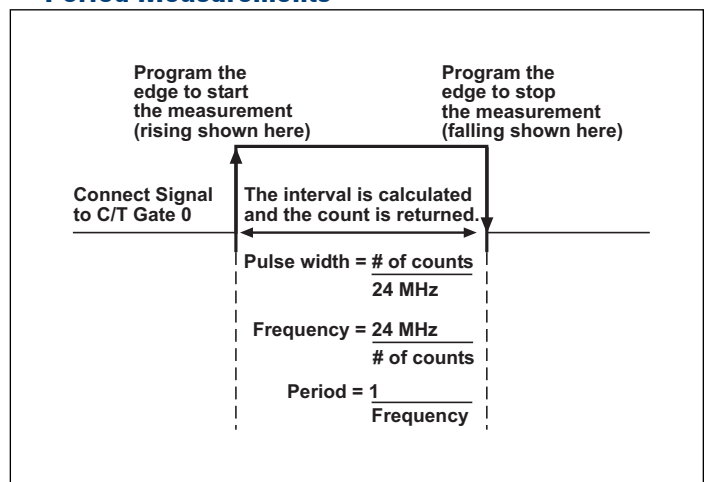 Program the
edge to start
the measurement
(rising shown here)
Program the
edge to stop
the measurement
(falling shown here)
Connect Signal
to C/T Gate 0
The interval is calculated
and the count is returned.
Pulse width = # of counts
24 MHz
Frequency = 24 MHz
# of counts
Period = 1
Frequency